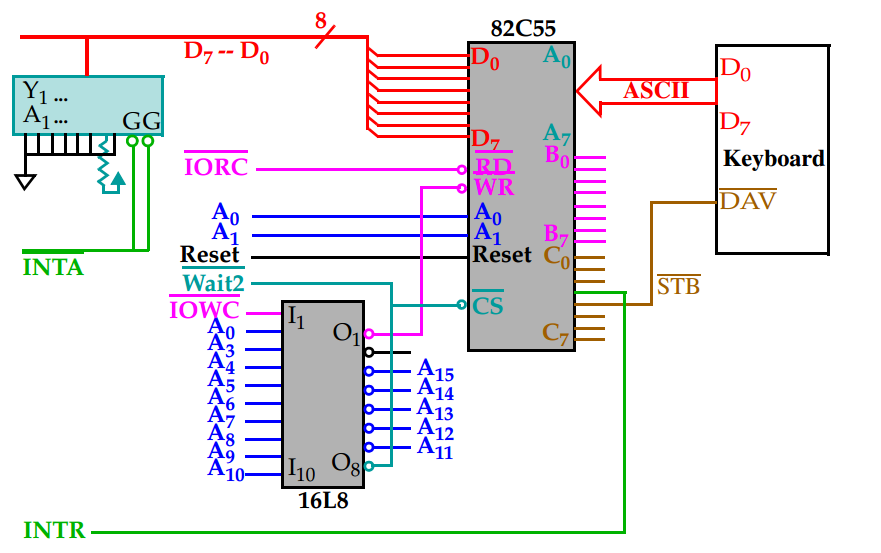 82C55
8
D7 -- D0
D0
A0
D0
ASCII
Y1 ...
A1 ...
GG
D7
A7
D7
B0
Keyboard
IORC
RD
WR
DAV
A0
A0
A1
A1
B7
Reset
Reset
C0
INTA
Wait2
STB
CS
IOWC
I1
A0
O1
C7
A3
A4
A15
A5
A14
A6
A13
A7
A12
A8
A11
A9
A10
I10
O8
16L8
INTR